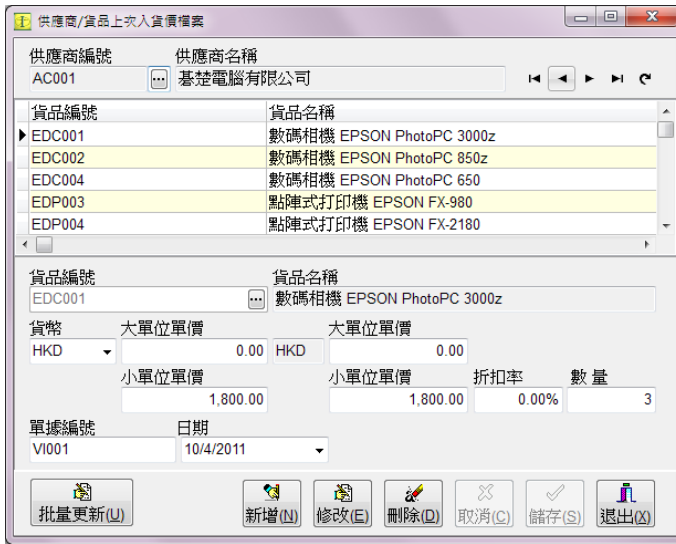 供應商/貨品上次入貨價檔案
供應商編號 供應商名稱
AC001 ... 基楚電腦有限公司
貨品編號 貨品名稱
EDC001 數碼相機 EPSON PhotoPC 3000z
EDC002 數碼相機 EPSON PhotoPC 850z
EDC004 數碼相機 EPSON PhotoPC 650
EDP003 點陣式打印機 EPSON FX-980
EDP004 點陣式打印機 EPSON FX-2180
貨品編號 貨品名稱
EDC001 ... 數碼相機 EPSON PhotoPC 3000z
貨幣 大單位單價 大單位單價
HKD 0.00 HKD 0.00
小單位單價 小單位單價 折扣率 數量
1,800.00 1,800.00 0.00% 3
單據編號 日期
VI001 10/4/2011
批量更新(U) 新增(N) 修改(E) 刪除(D) 取消(C) 儲存(S) 退出(X)